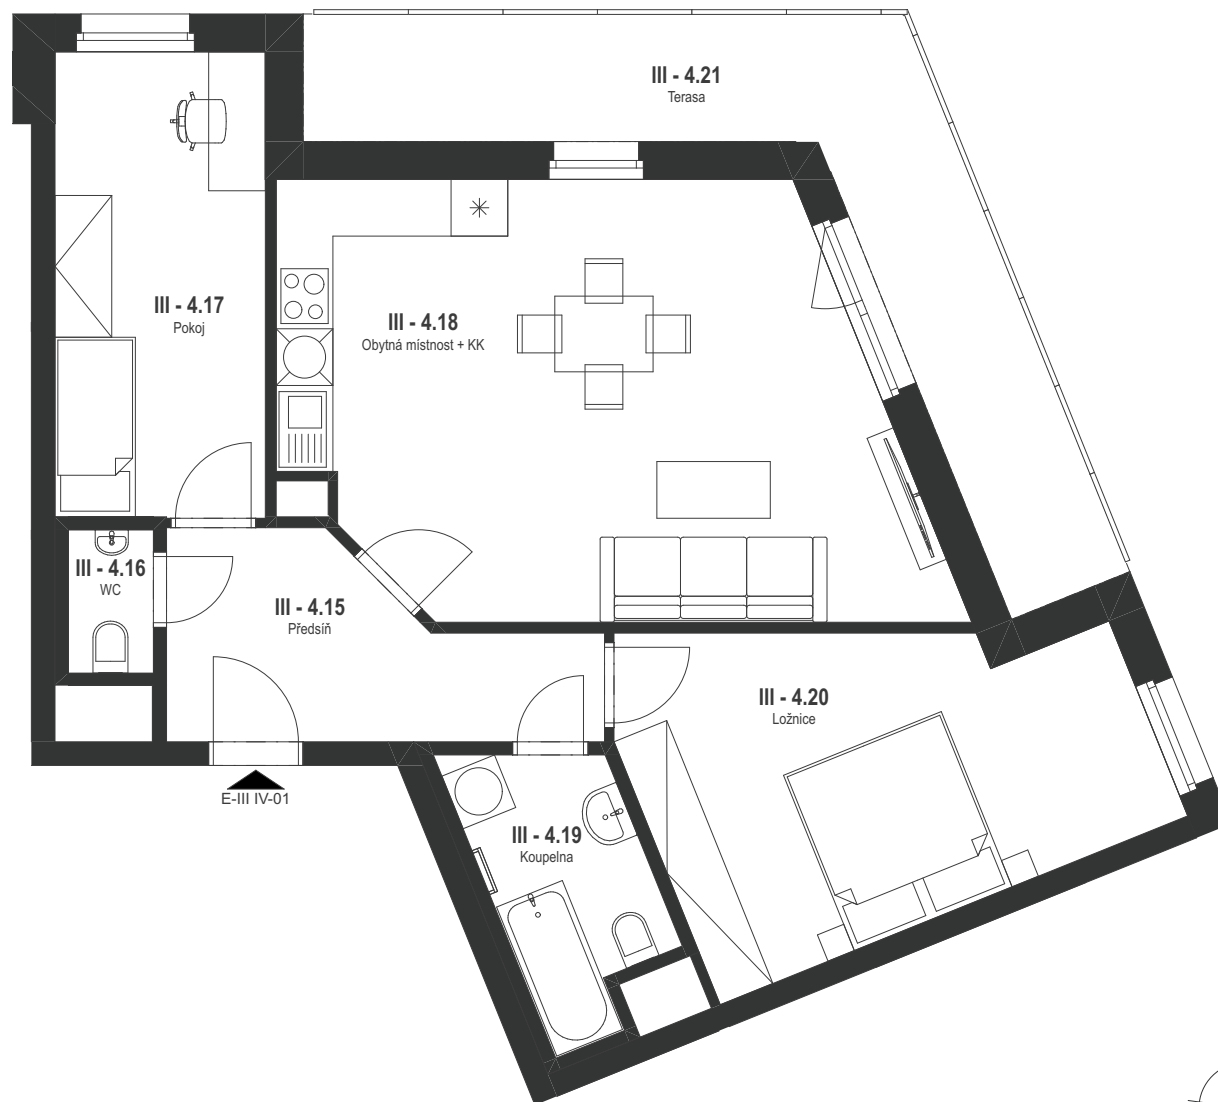 III - 4.21
Terasa
III - 4.17
Pokoj
III - 4.18
Obytná místnost + KK
III - 4.16
WC
III - 4.15
Předsíň
III - 4.20
Ložnice
E-III IV-01
III - 4.19
Koupelna